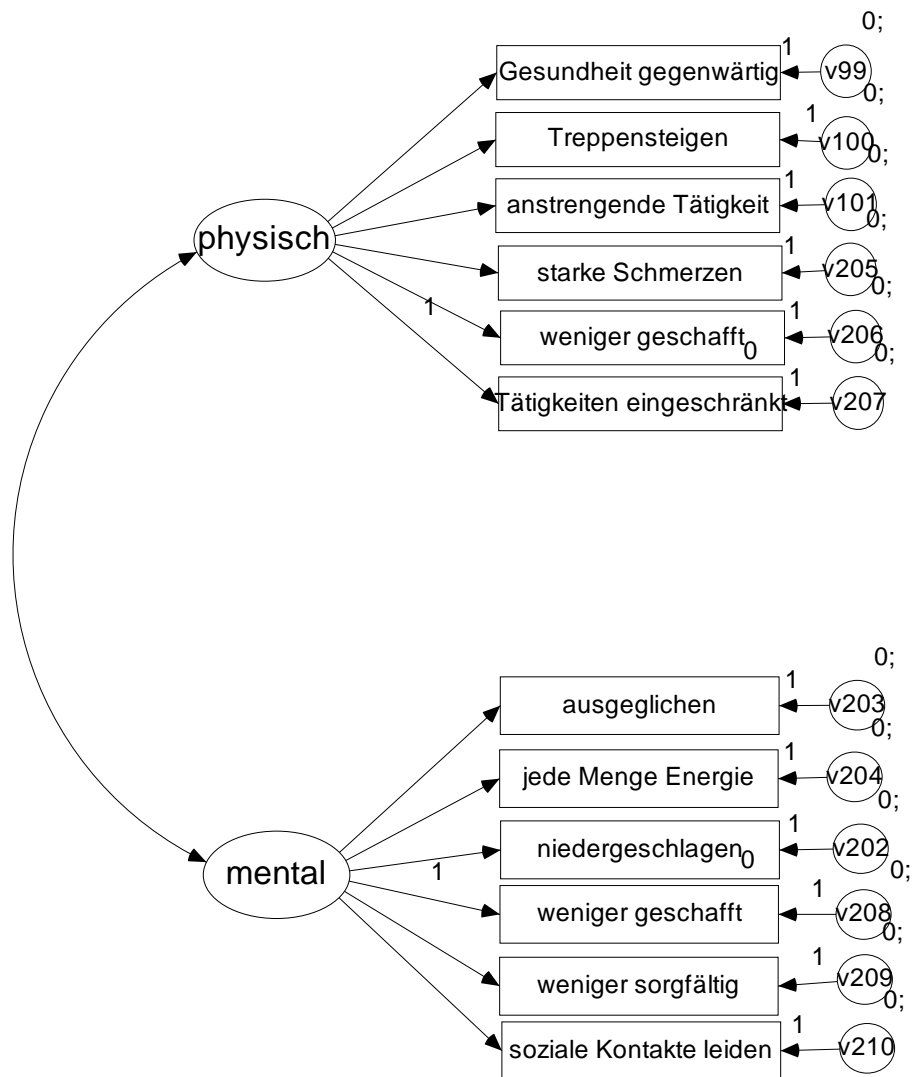 0;
1
Gesundheit gegenwärtig
v99
0;
1
Treppensteigen
v100
0;
physisch
1
anstrengende Tätigkeit
v101
0;
1
starke Schmerzen
v205
0;
1
1
weniger geschafft
0
v206
0;
1
Tätigkeiten eingeschränkt
v207
0;
1
ausgeglichen
v203
0;
1
jede Menge Energie
v204
0;
mental
1
1
niedergeschlagen
0
v202
0;
1
weniger geschafft
v208
0;
1
weniger sorgfältig
v209
0;
1
soziale Kontakte leiden
v210